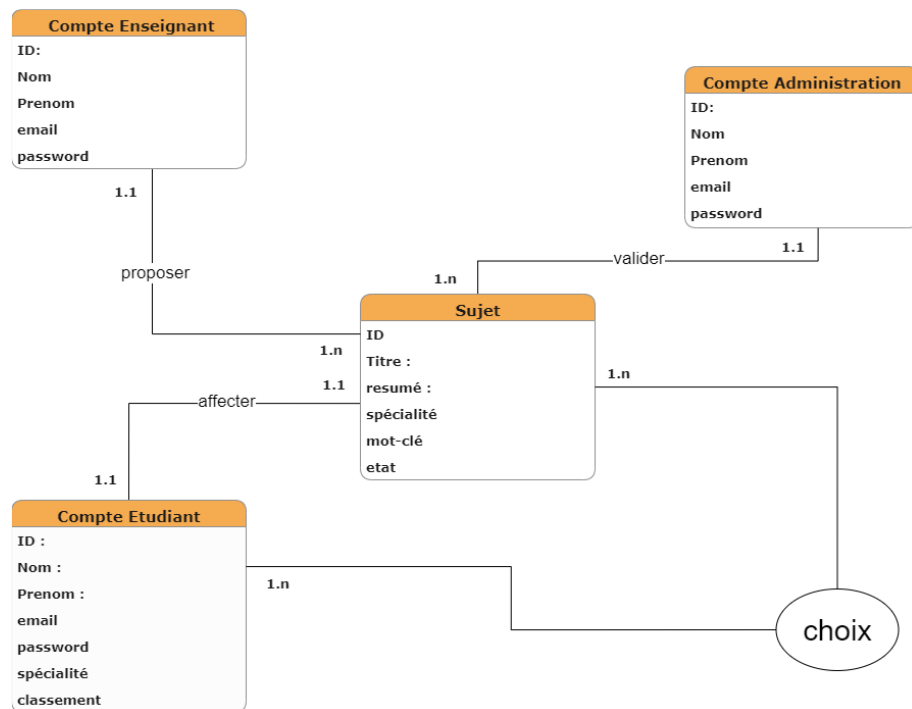 Compte Enseignant
ID:
Nom
Prenom
email
password
Compte Administration
ID:
Nom
Prenom
email
password
1.1
proposer
1.n
1.1
valider
1.n
Sujet
ID
Titre :
resumé :
spécialité
mot-clé
etat
1.1
affecter
1.1
1.n
Compte Etudiant
ID :
Nom :
Prenom :
email
password
spécialité
classement
1.n
choix